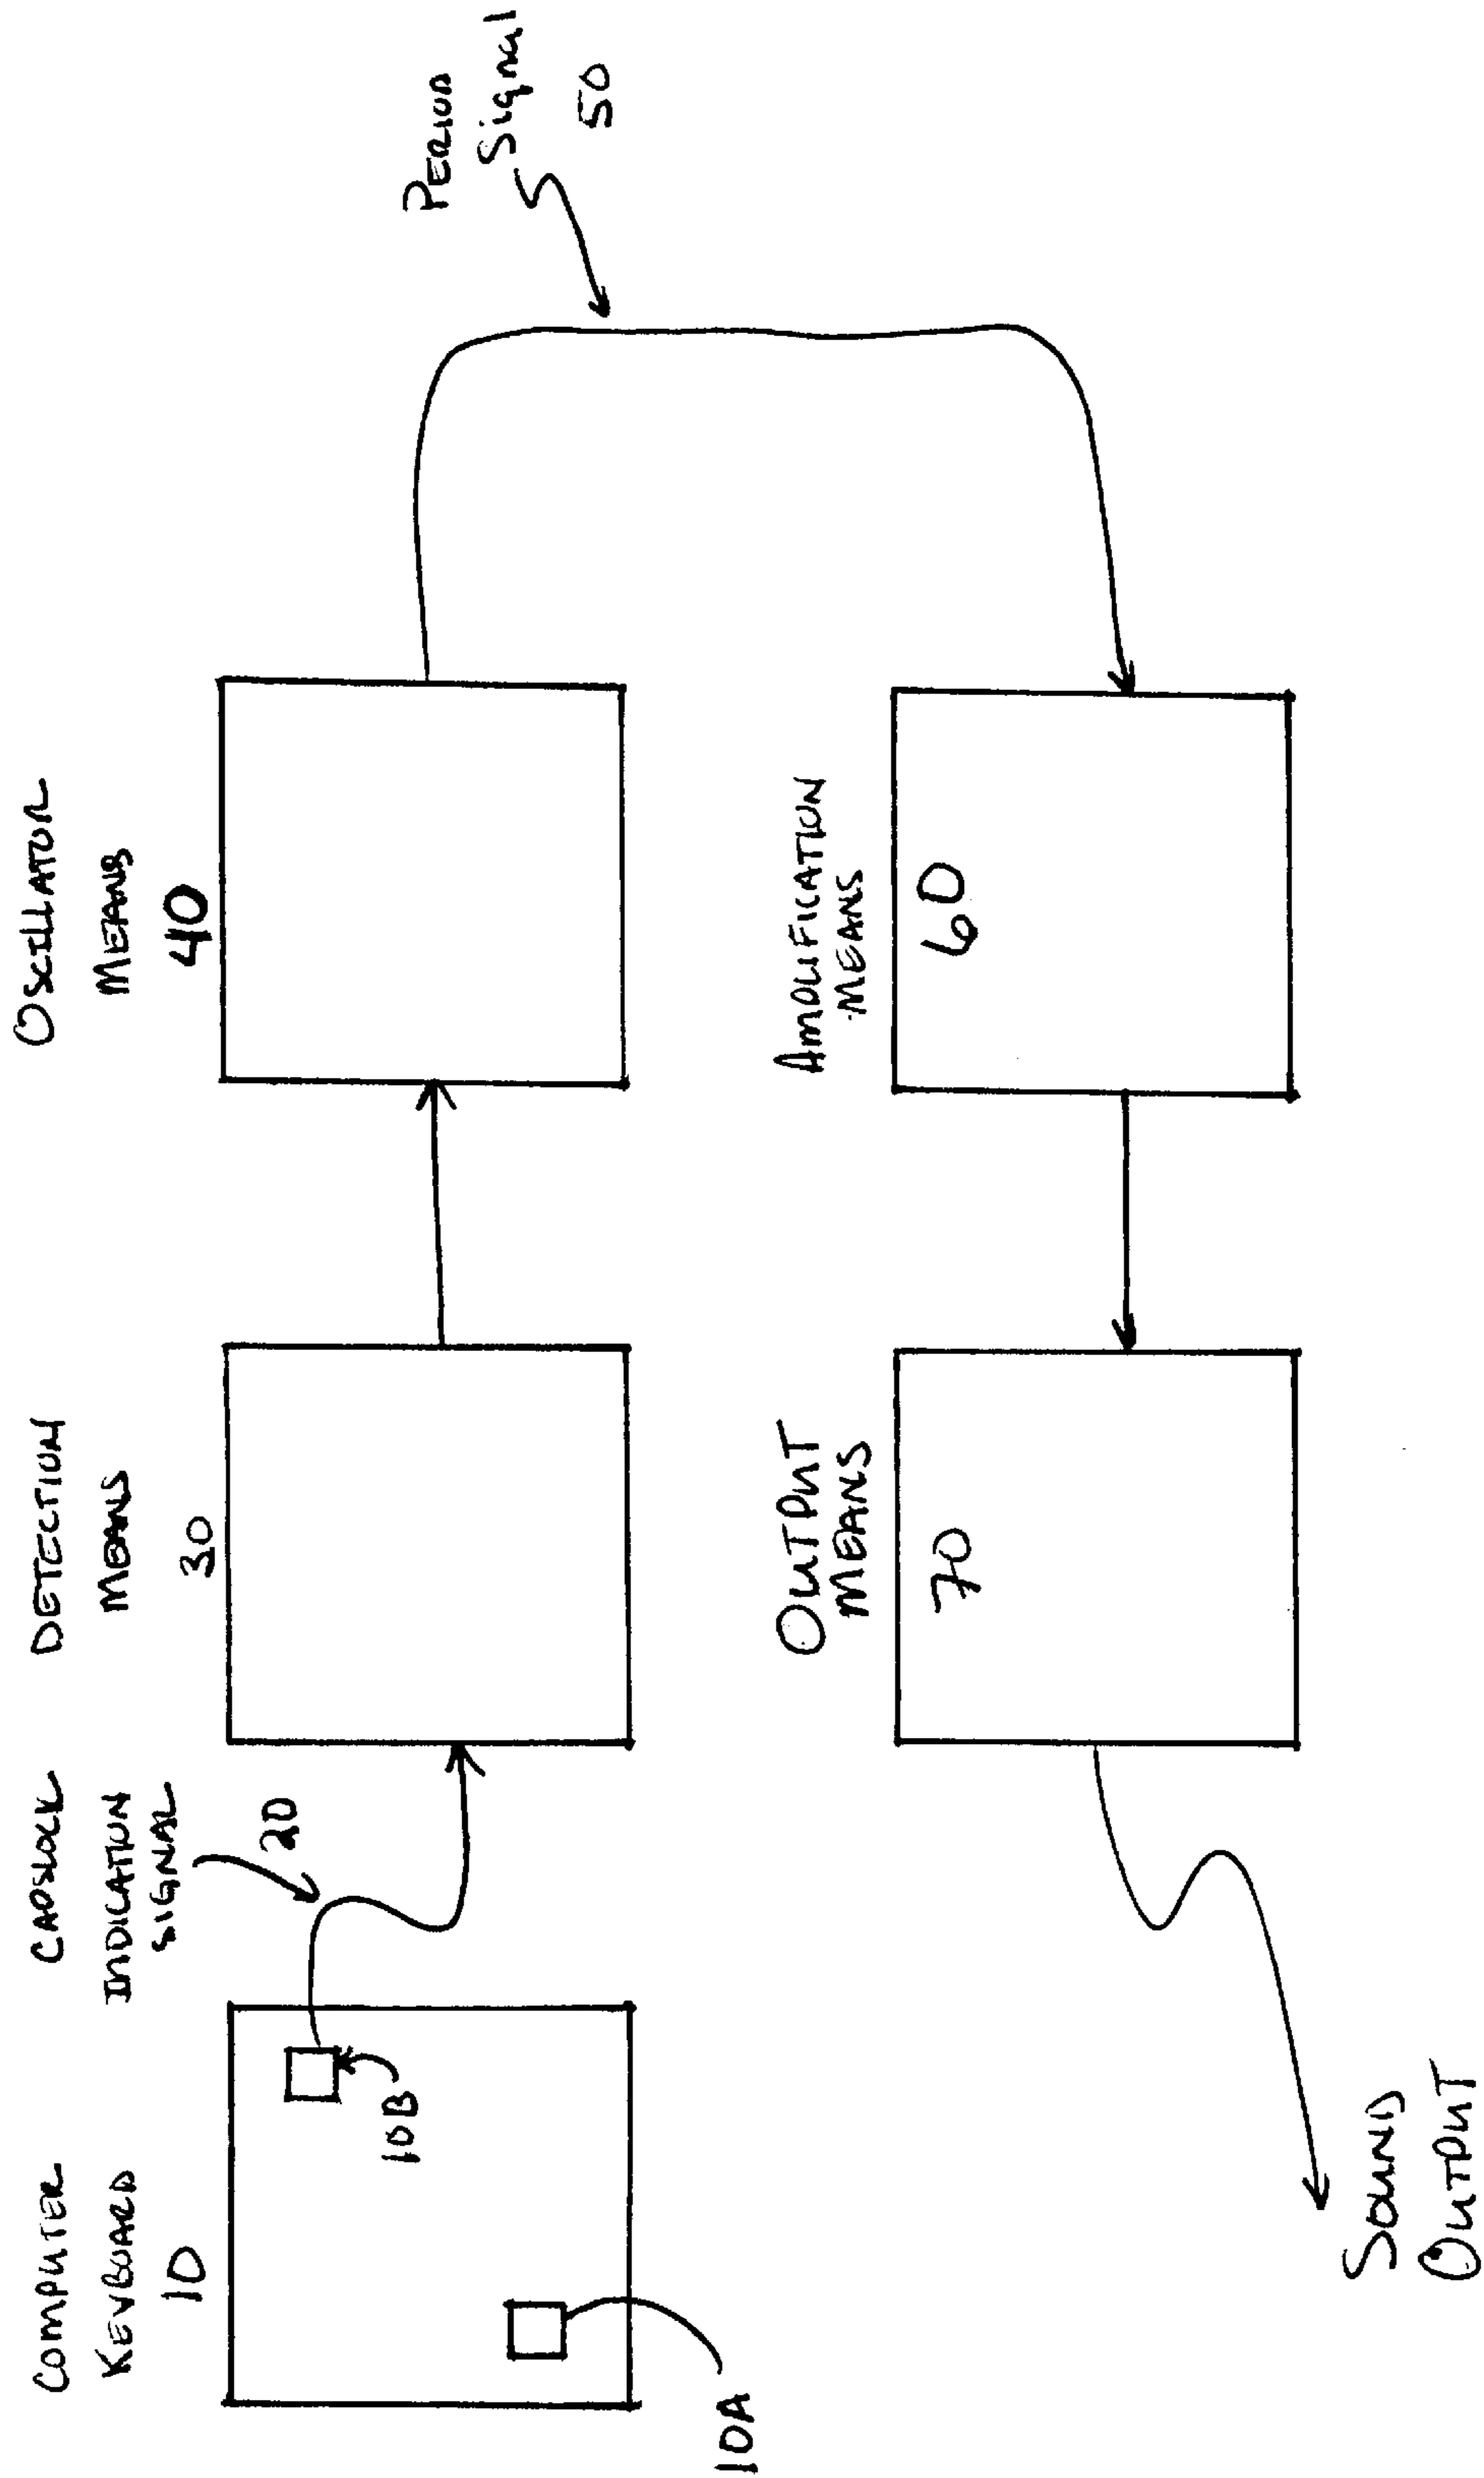 COMPUTER
KEYBOARD
10
CAPSLOCK
INDICATION
SIGNAL
20
DETECTION
MEANS
30
OSCILLATOR
MEANS
40
PERIOD
Signal
50
10B
10A
OUTPUT
MEANS
70
AMPLIFICATION
MEANS
60
SOUND
OUTPUT